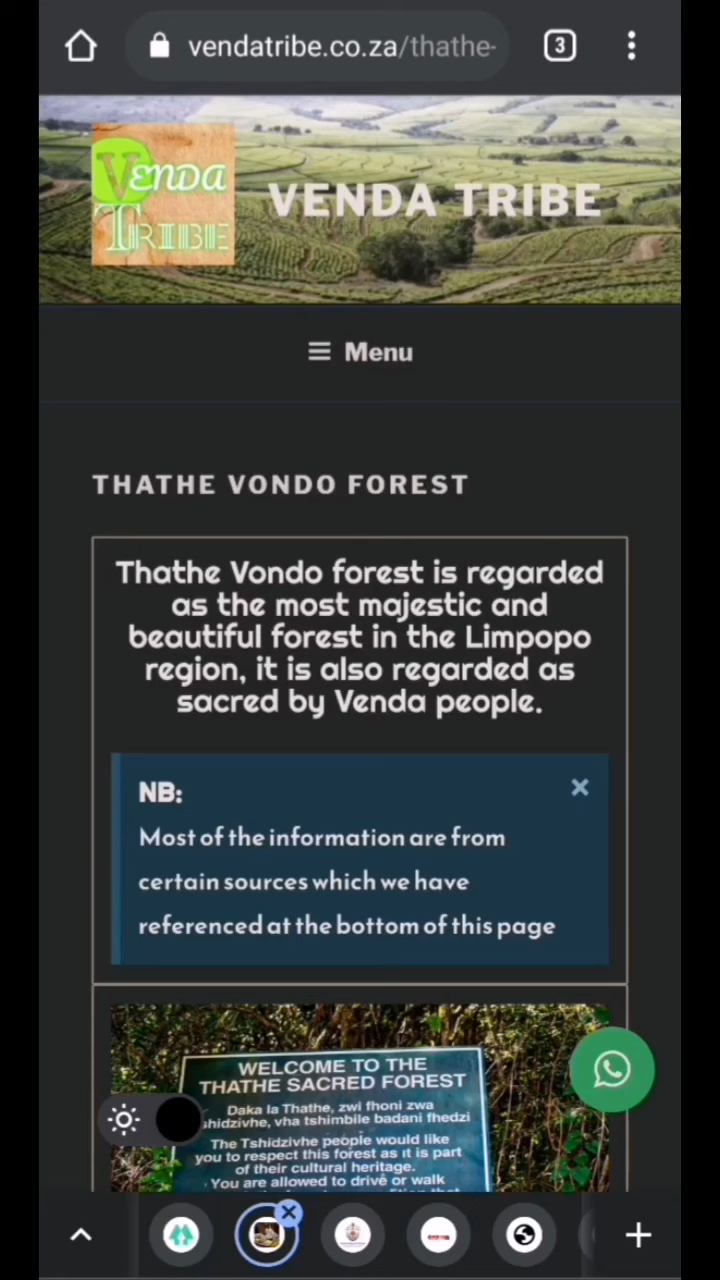 vendatribe.co.za/thathe-
3
VENDA
TRIBE
VENDA TRIBE
Menu
THATHE VONDO FOREST
Thathe Vondo forest is regarded
as the most majestic and
beautiful forest in the Limpopo
region, it is also regarded as
sacred by Venda people.
NB:
Most of the information are from
certain sources which we have
referenced at the bottom of this page
WELCOME TO THE
THATHE SACRED FOREST
Daka la Thathe, zwi fhoni zwa
shidzivhe, vha tshimbile badani fhedzi
The Tshidzivhe people would like
you to respect this forest as it is part
of their cultural heritage.
You are allowed to drive or walk